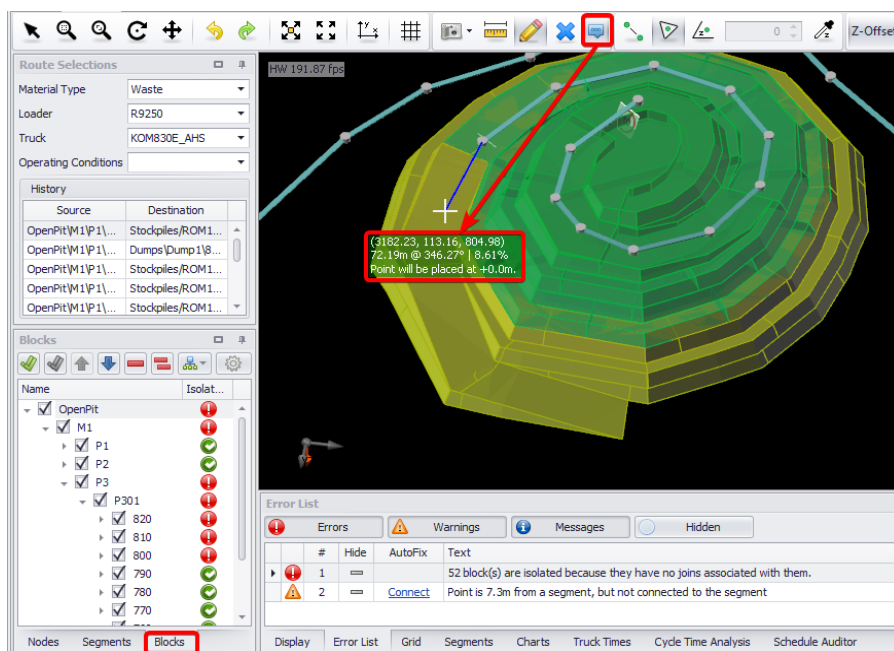 0
Z-Offse
Route Selections
Material Type Waste
Loader R9250
Truck KOM830E_AHS
Operating Conditions
History
Source Destination
OpenPit\M1\P1\... Stockpiles/ROM1...
OpenPit\M1\P1\... Dumps\Dump1\8...
OpenPit\M1\P1\... Stockpiles/ROM1...
OpenPit\M1\P1\... Stockpiles/ROM1...
OpenPit\M1\P1\... Stockpiles/ROM1...
HW 191.87 fps
(3182.23, 113.16, 804.98)
72.19m @ 346.27° | 8.61%
Point will be placed at +0.0m.
Blocks
Name Isolat...
OpenPit
M1
P1
P2
P3
P301
820
810
800
790
780
770
Nodes Segments Blocks
Error List
Errors Warnings Messages Hidden
# Hide AutoFix Text
1 52 block(s) are isolated because they have no joins associated with them.
2 Connect Point is 7.3m from a segment, but not connected to the segment
Display Error List Grid Segments Charts Truck Times Cycle Time Analysis Schedule Auditor